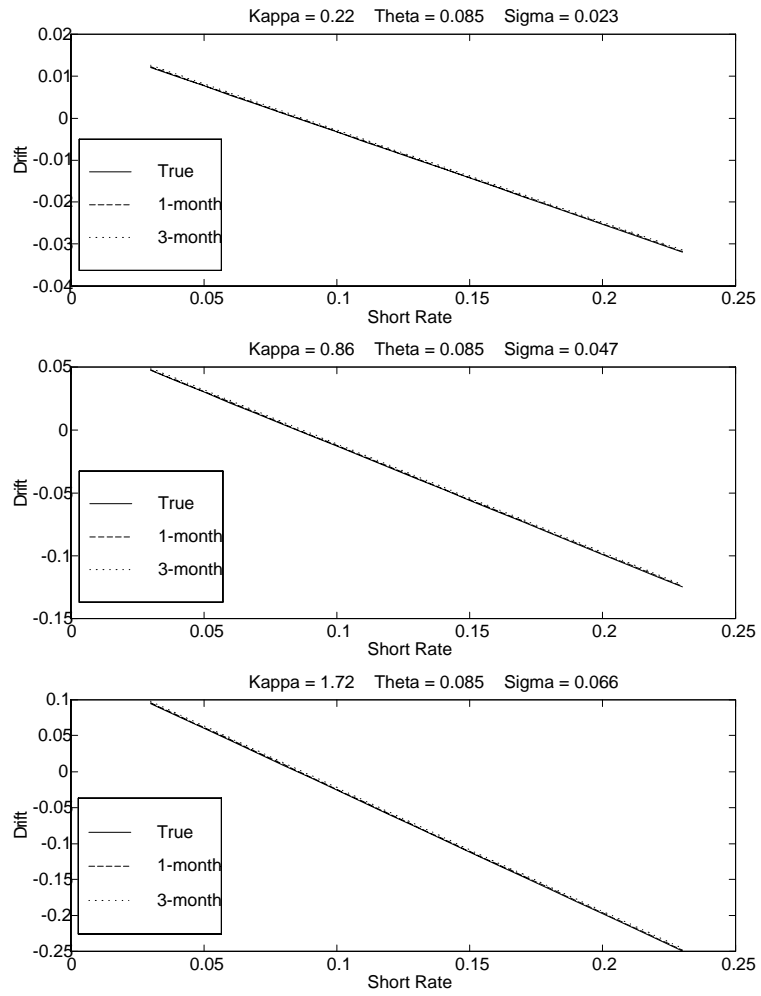 Kappa = 0.22 Theta = 0.085 Sigma = 0.023
0.02
0.01
0
-0.01
-0.02
-0.03
-0.04
Drift
True
1-month
3-month
0 0.05 0.1 0.15 0.2 0.25
Short Rate
Kappa = 0.86 Theta = 0.085 Sigma = 0.047
0.05
0
-0.05
-0.1
-0.15
Drift
True
1-month
3-month
0 0.05 0.1 0.15 0.2 0.25
Short Rate
Kappa = 1.72 Theta = 0.085 Sigma = 0.066
0.1
0.05
0
-0.05
-0.1
-0.15
-0.2
-0.25
Drift
True
1-month
3-month
0 0.05 0.1 0.15 0.2 0.25
Short Rate